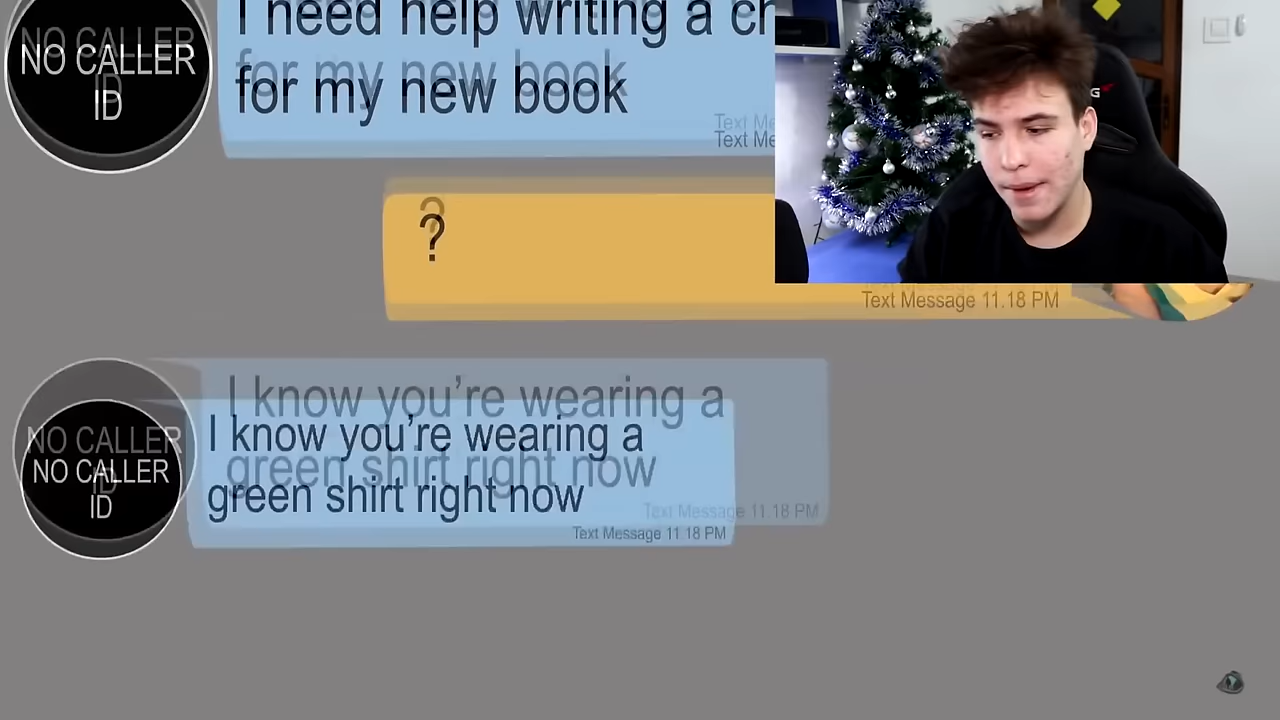 NO CALLER
ID
I need help writing a
for my new book
Text
?
Text Message 11.18 PM
NO CALLER
ID
I know you’re wearing a
green shirt right now
Text Message 11.18 PM